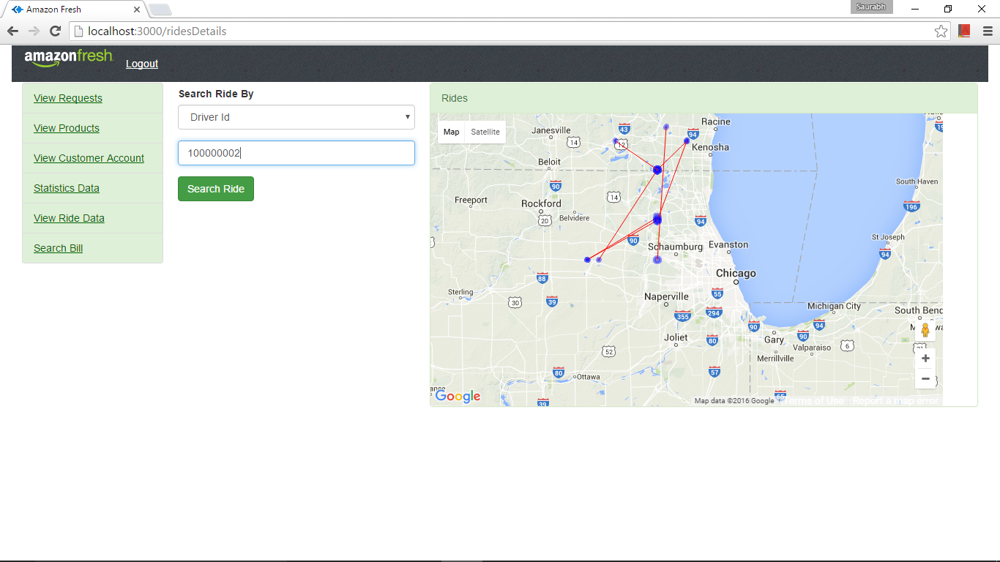 Amazon Fresh
Saurabh
localhost:3000/ridesDetails
amazonfresh
Logout
View Requests
View Products
View Customer Account
Statistics Data
View Ride Data
Search Bill
Search Ride By
Driver Id
100000002
Search Ride
Rides
Map
Satellite
Janesville
14
43
12
94
Racine
Kenosha
Beloit
90
14
South Haven
196
Freeport
Rockford
20
Belvidere
94
St Joseph
94
90
Schaumburg
Evanston
88
Chicago
Sterling
30
39
Naperville
55
355
294
Michigan City
South Bend
90
94
90
Joliet
80
Gary
Valparaiso
6
Merrillville
52
80
Ottawa
57
39
Google
Map data ©2016 Google
Terms of Use
Report a map error